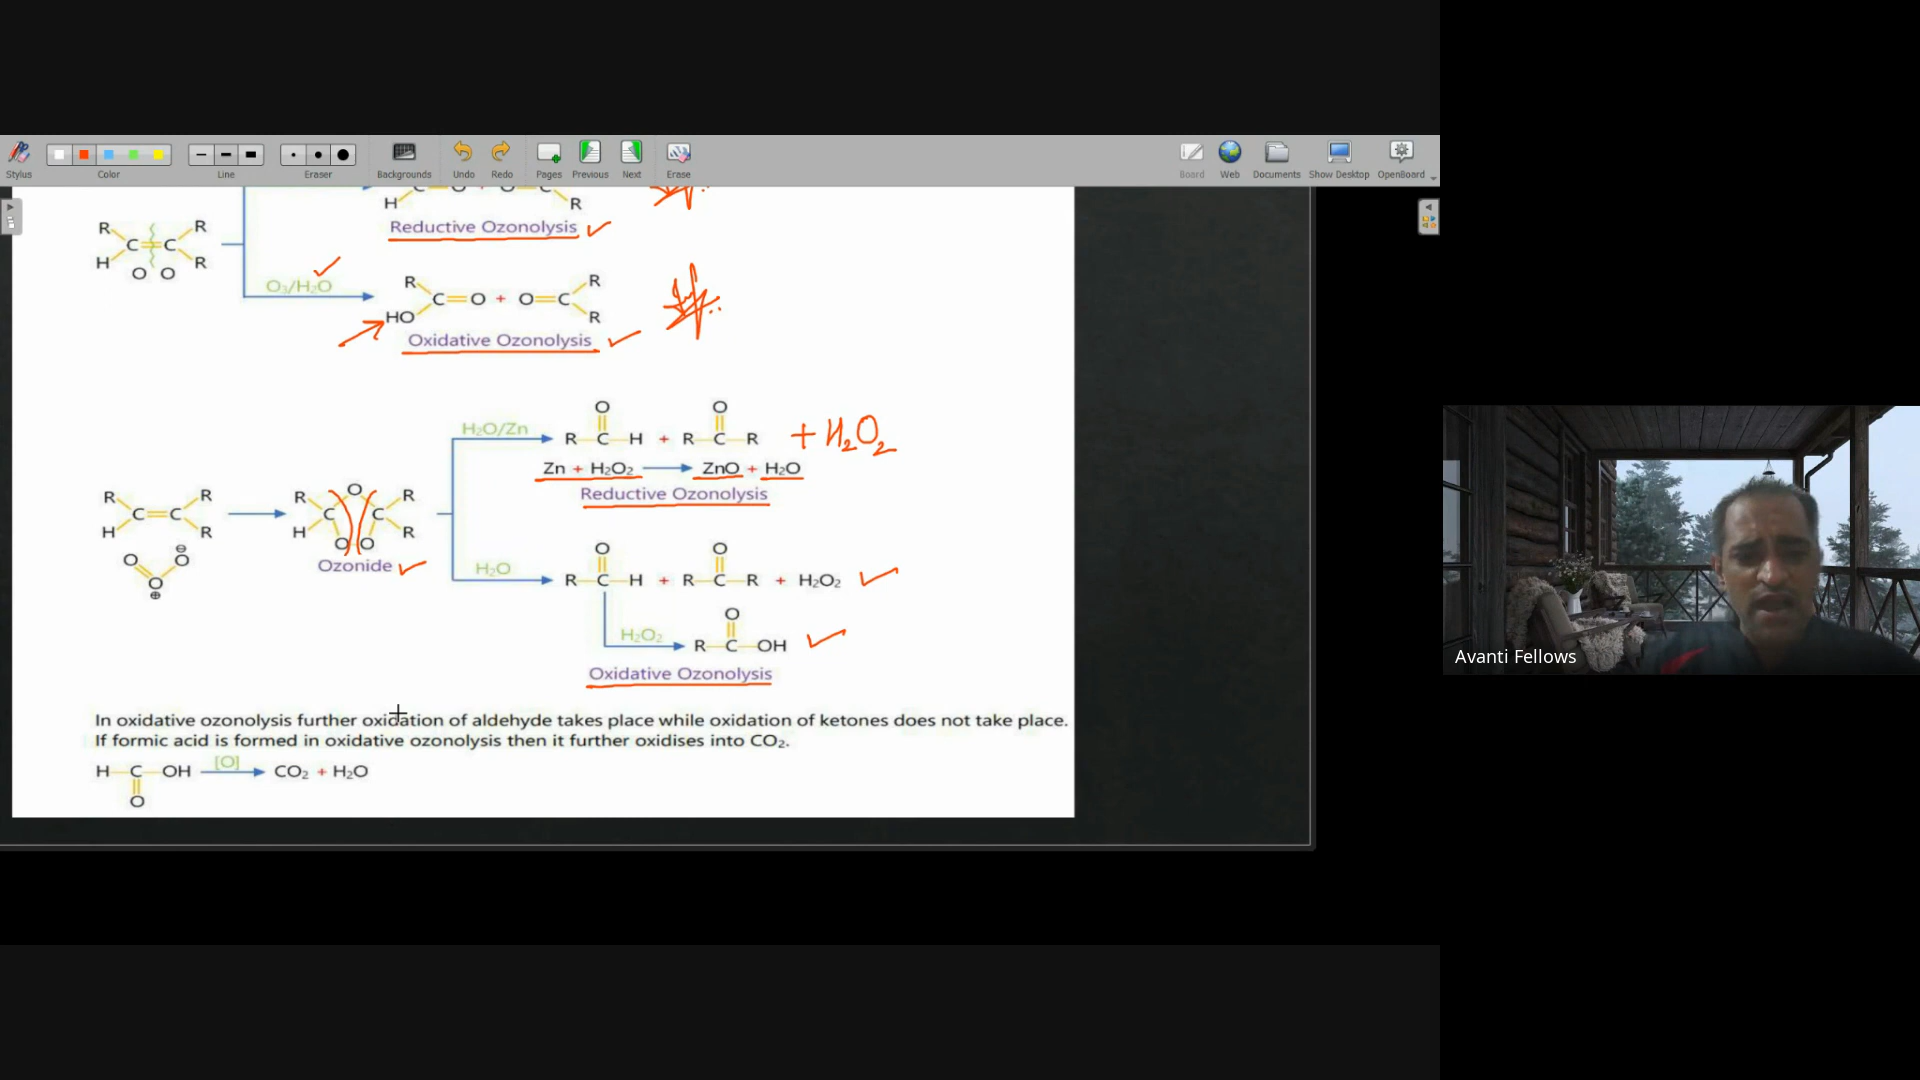 Stylus Color Line Eraser Backgrounds Undo Redo Pages Previous Next Erase Board Web Documents Show Desktop OpenBoard
H R
Reductive Ozonolysis
R R
C C
H O O R
O₃/H₂O
R R
C O + O C
HO R
Oxidative Ozonolysis
H₂O/Zn
O O
R C H + R C R + H₂O₂
Zn + H₂O₂ ZnO + H₂O
Reductive Ozonolysis
R R R O R
C C C C
H R H O O R
Ozonide
O O ⊖
O
⊕
H₂O
O O
R C H + R C R + H₂O₂
O
H₂O₂
R C OH
Oxidative Ozonolysis
In oxidative ozonolysis further oxidation of aldehyde takes place while oxidation of ketones does not take place.
If formic acid is formed in oxidative ozonolysis then it further oxidises into CO₂.
H C OH [O] CO₂ + H₂O
O
Avanti Fellows